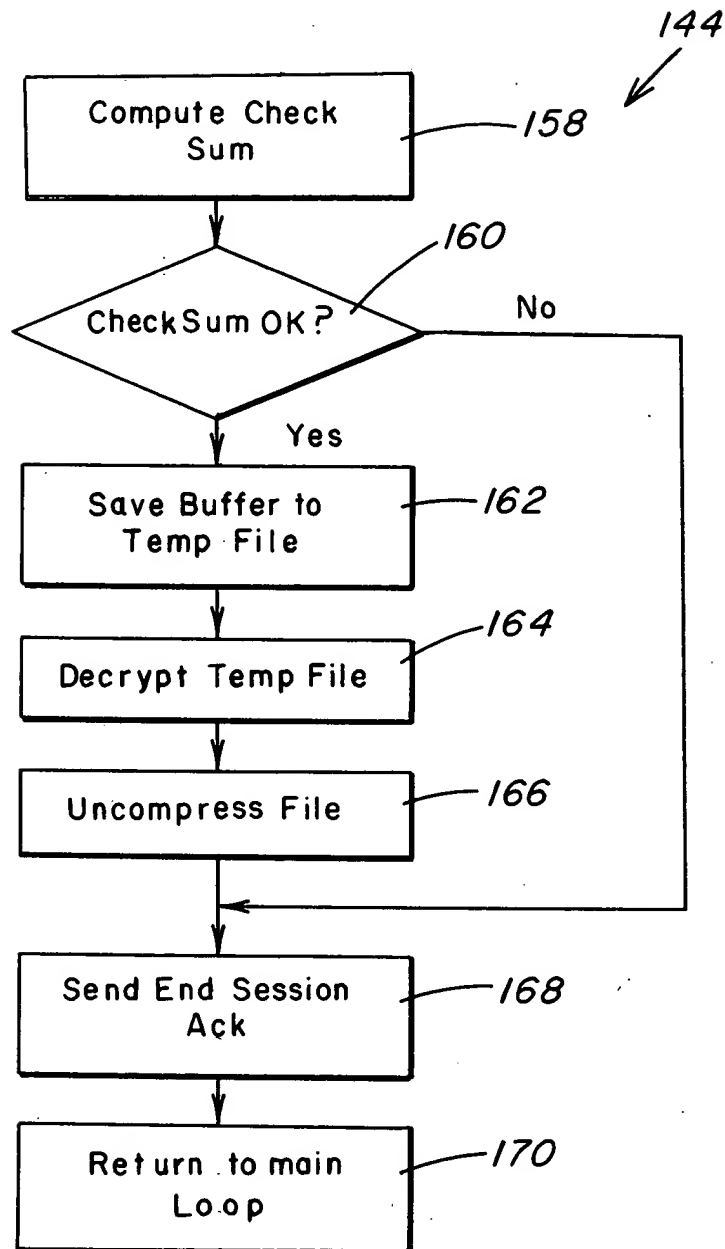 144
Compute Check
Sum
158
160
CheckSum OK?
No
Yes
Save Buffer to
Temp File
162
164
Decrypt Temp File
Uncompress File
166
Send End Session
Ack
168
Return to main
Loop
170